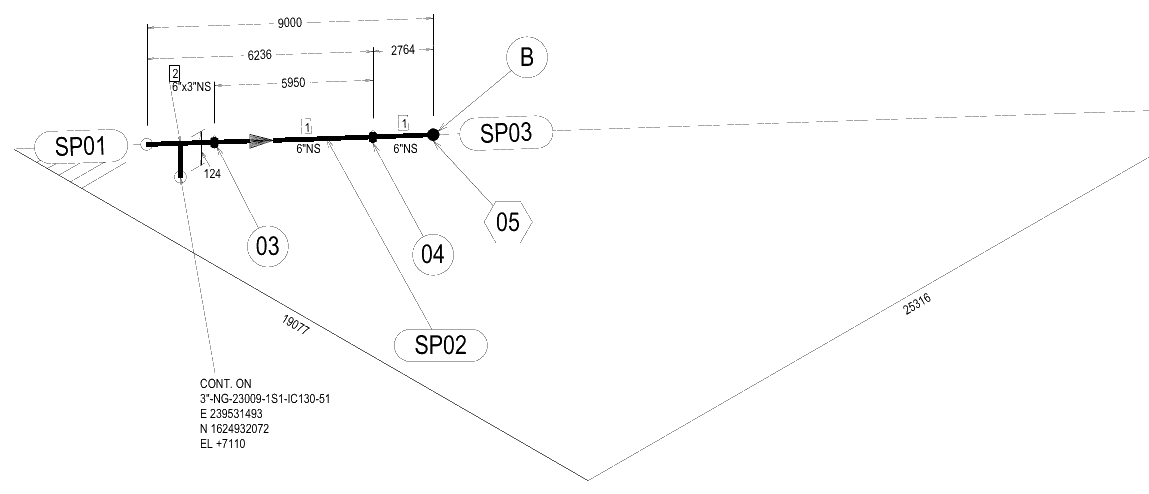 9000
6236
2764
B
2
6"x3"NS
5950
1
1
SP01
SP03
6"NS
6"NS
124
03
04
05
19077
25316
SP02
CONT. ON
3"-NG-23009-1S1-IC130-51
E 239531493
N 1624932072
EL +7110